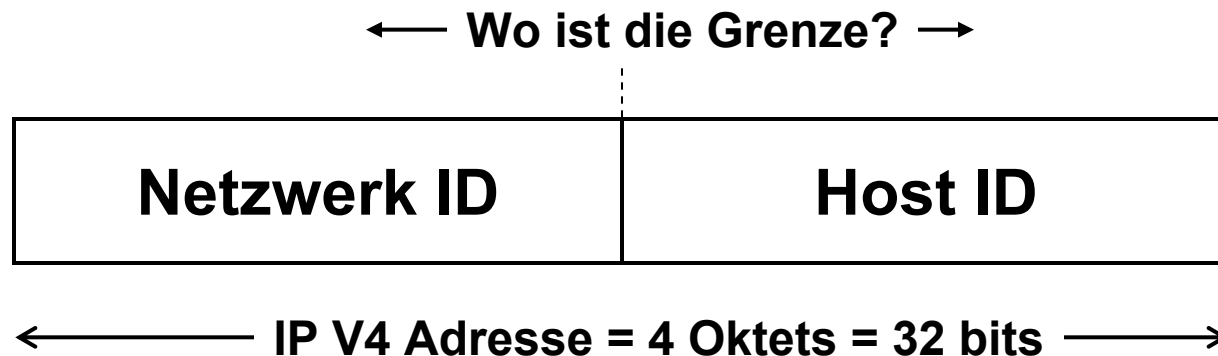 Wo ist die Grenze?
Netzwerk ID Host ID
IP V4 Adresse = 4 Oktets = 32 bits